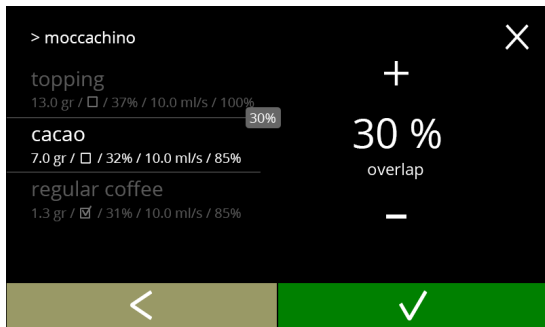 > moccachino
topping
13.0 gr / ☐ / 37% / 10.0 ml/s / 100%
30%
cacao
7.0 gr / ☐ / 32% / 10.0 ml/s / 85%
regular coffee
1.3 gr / ☑ / 31% / 10.0 ml/s / 85%
+
30 %
overlap
−